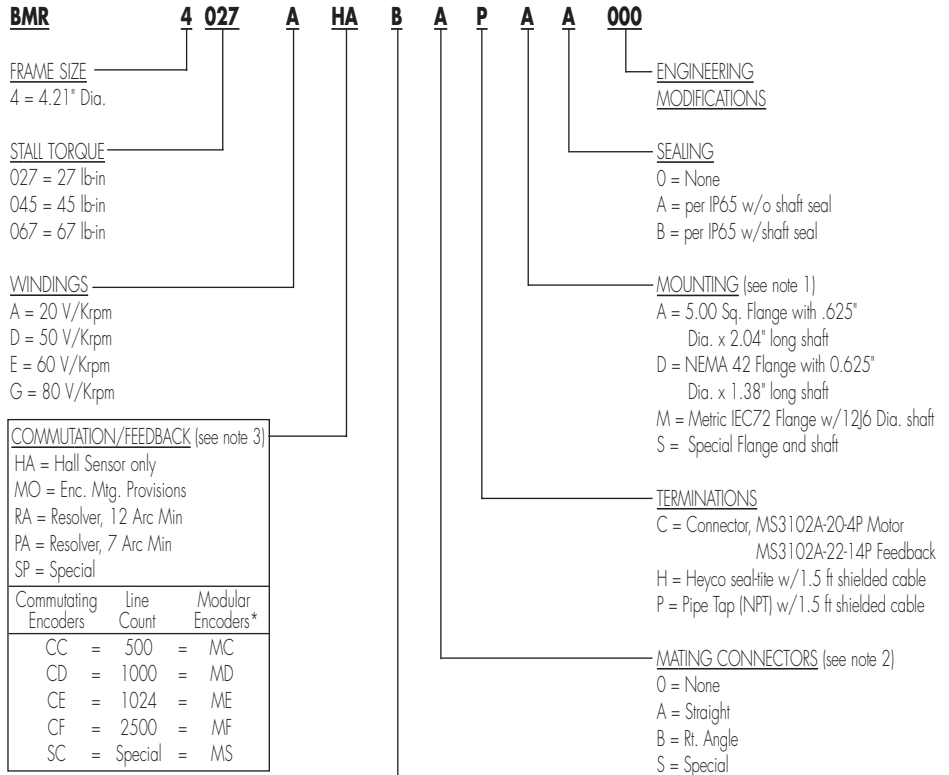 BMR 4 027 A HA B A P A A 000
FRAME SIZE
4 = 4.21" Dia.
STALL TORQUE
027 = 27 lb-in
045 = 45 lb-in
067 = 67 lb-in
WINDINGS
A = 20 V/Krpm
D = 50 V/Krpm
E = 60 V/Krpm
G = 80 V/Krpm
COMMUTATION/FEEDBACK (see note 3)
HA = Hall Sensor only
MO = Enc. Mtg. Provisions
RA = Resolver, 12 Arc Min
PA = Resolver, 7 Arc Min
SP = Special
Commutating Line Modular
Encoders Count Encoders*
CC = 500 = MC
CD = 1000 = MD
CE = 1024 = ME
CF = 2500 = MF
SC = Special = MS
ENGINEERING
MODIFICATIONS
SEALING
0 = None
A = per IP65 w/o shaft seal
B = per IP65 w/shaft seal
MOUNTING (see note 1)
A = 5.00 Sq. Flange with .625"
Dia. x 2.04" long shaft
D = NEMA 42 Flange with 0.625"
Dia. x 1.38" long shaft
M = Metric IEC72 Flange w/12J6 Dia. shaft
S = Special Flange and shaft
TERMINATIONS
C = Connector, MS3102A-20-4P Motor
MS3102A-22-14P Feedback
H = Heyco seal-tite w/1.5 ft shielded cable
P = Pipe Tap (NPT) w/1.5 ft shielded cable
MATING CONNECTORS (see note 2)
0 = None
A = Straight
B = Rt. Angle
S = Special